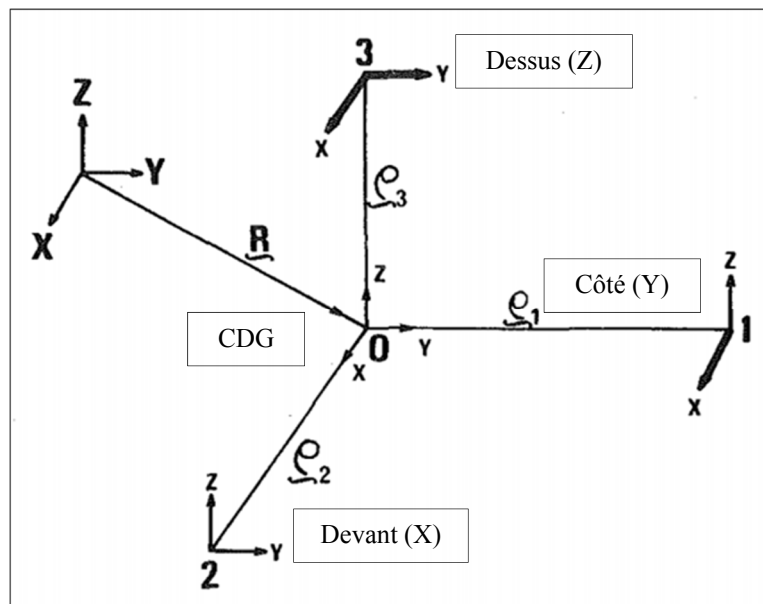 3
Dessus (Z)
Y
X
Z
Y
X
ρ3
R
Z
Côté (Y)
Z
ρ1
CDG
0
Y
X
1
X
ρ2
Z
Devant (X)
Y
2